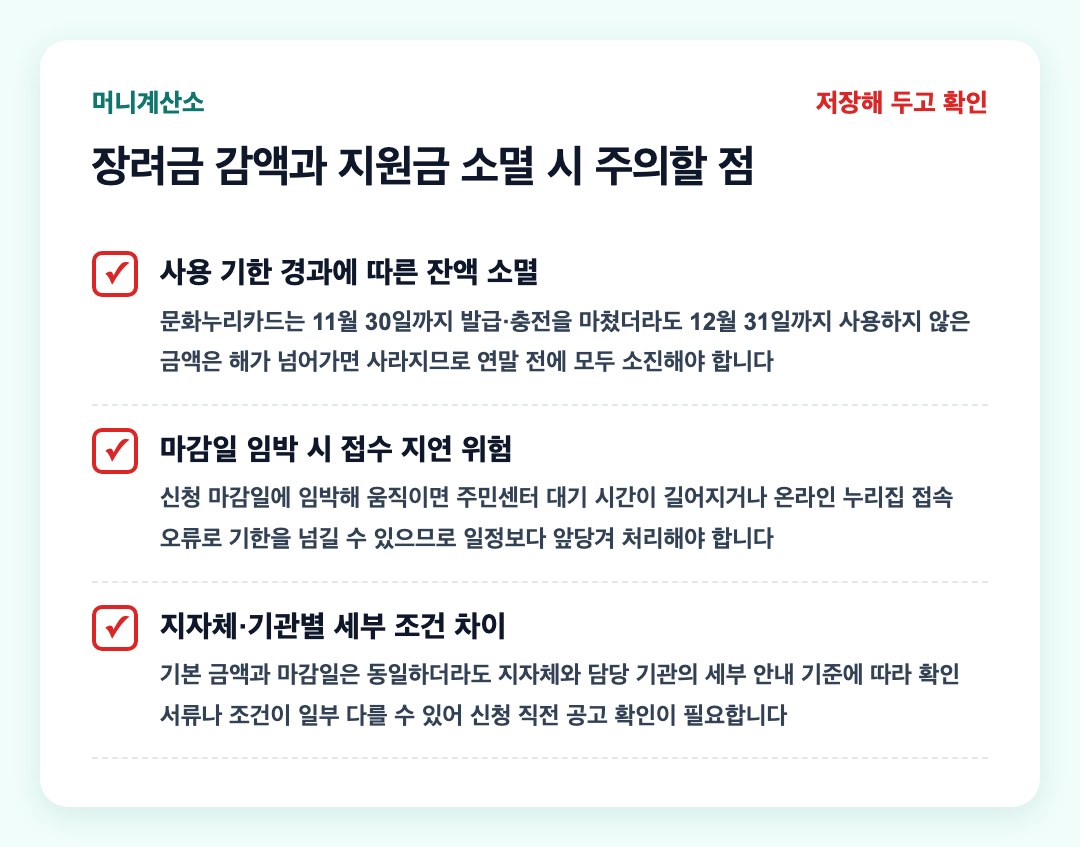 머니계산소
저장해 두고 확인
장려금 감액과 지원금 소멸 시 주의할 점
사용 기한 경과에 따른 잔액 소멸
문화누리카드는 11월 30일까지 발급·충전을 마쳤더라도 12월 31일까지 사용하지 않은
금액은 해가 넘어가면 사라지므로 연말 전에 모두 소진해야 합니다
마감일 임박 시 접수 지연 위험
신청 마감일에 임박해 움직이면 주민센터 대기 시간이 길어지거나 온라인 누리집 접속
오류로 기한을 넘길 수 있으므로 일정보다 앞당겨 처리해야 합니다
지자체·기관별 세부 조건 차이
기본 금액과 마감일은 동일하더라도 지자체와 담당 기관의 세부 안내 기준에 따라 확인
서류나 조건이 일부 다를 수 있어 신청 직전 공고 확인이 필요합니다